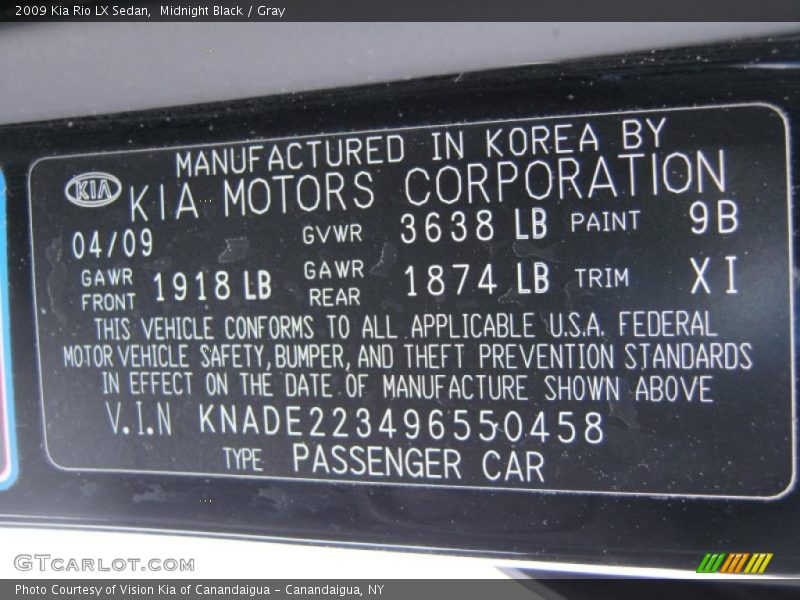 2009 Kia Rio LX Sedan,  Midnight Black / Gray
MANUFACTURED IN KOREA BY
KIA KIA MOTORS CORPORATION
04/09 GVWR 3638 LB PAINT 9B
GAWR FRONT 1918 LB GAWR REAR 1874 LB TRIM XI
THIS VEHICLE CONFORMS TO ALL APPLICABLE U.S.A. FEDERAL
MOTOR VEHICLE SAFETY, BUMPER, AND THEFT PREVENTION STANDARDS
IN EFFECT ON THE DATE OF MANUFACTURE SHOWN ABOVE
V.I.N KNADE223496550458
TYPE PASSENGER CAR
GTCARLOT.COM
Photo Courtesy of Vision Kia of Canandaigua - Canandaigua, NY